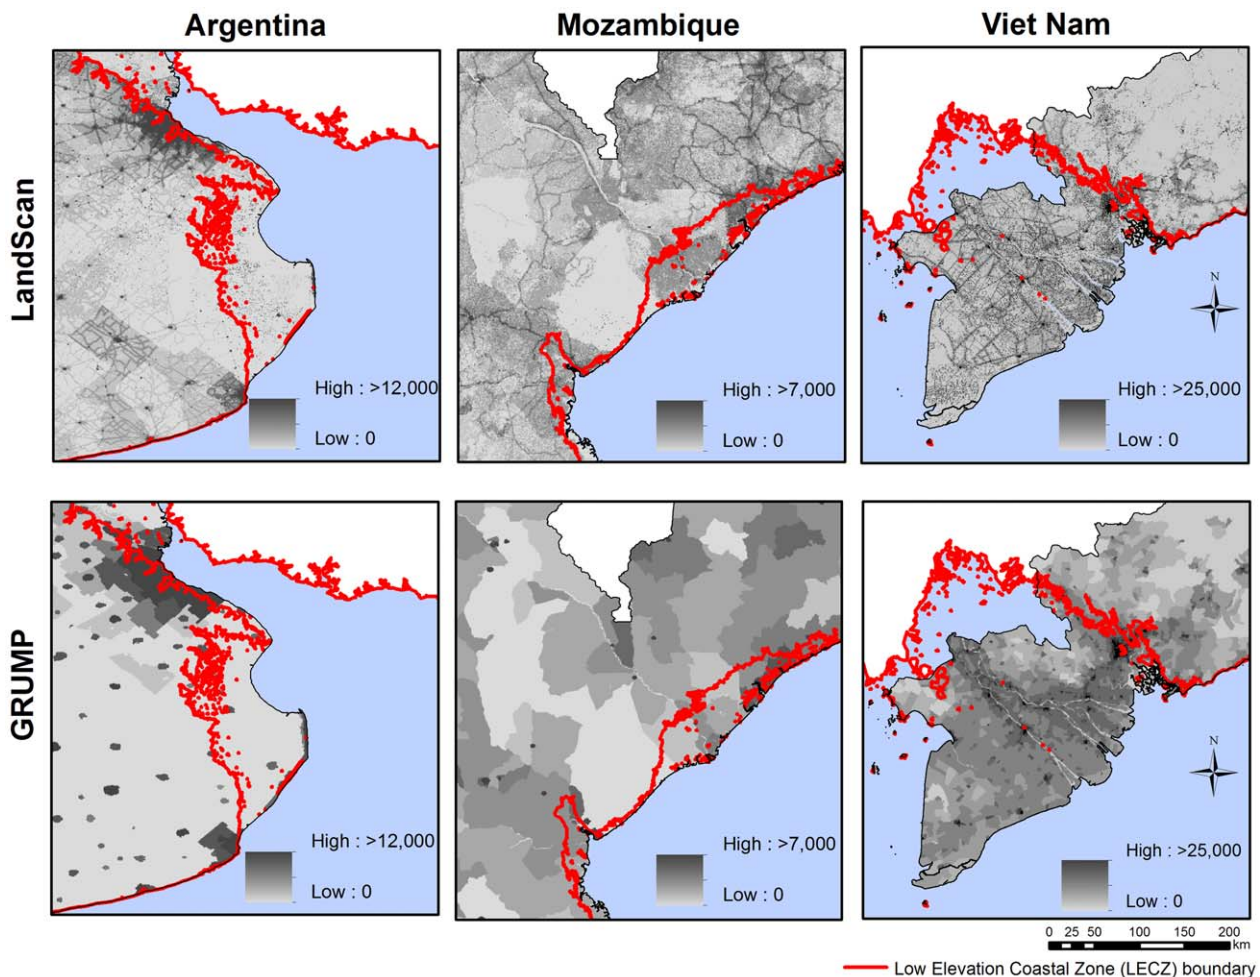 Argentina
Mozambique
Viet Nam
LandScan
High : >12,000
Low : 0
High : >7,000
Low : 0
N
High : >25,000
Low : 0
GRUMP
High : >12,000
Low : 0
High : >7,000
Low : 0
N
High : >25,000
Low : 0
0 25 50 100 150 200
km
Low Elevation Coastal Zone (LECZ) boundary